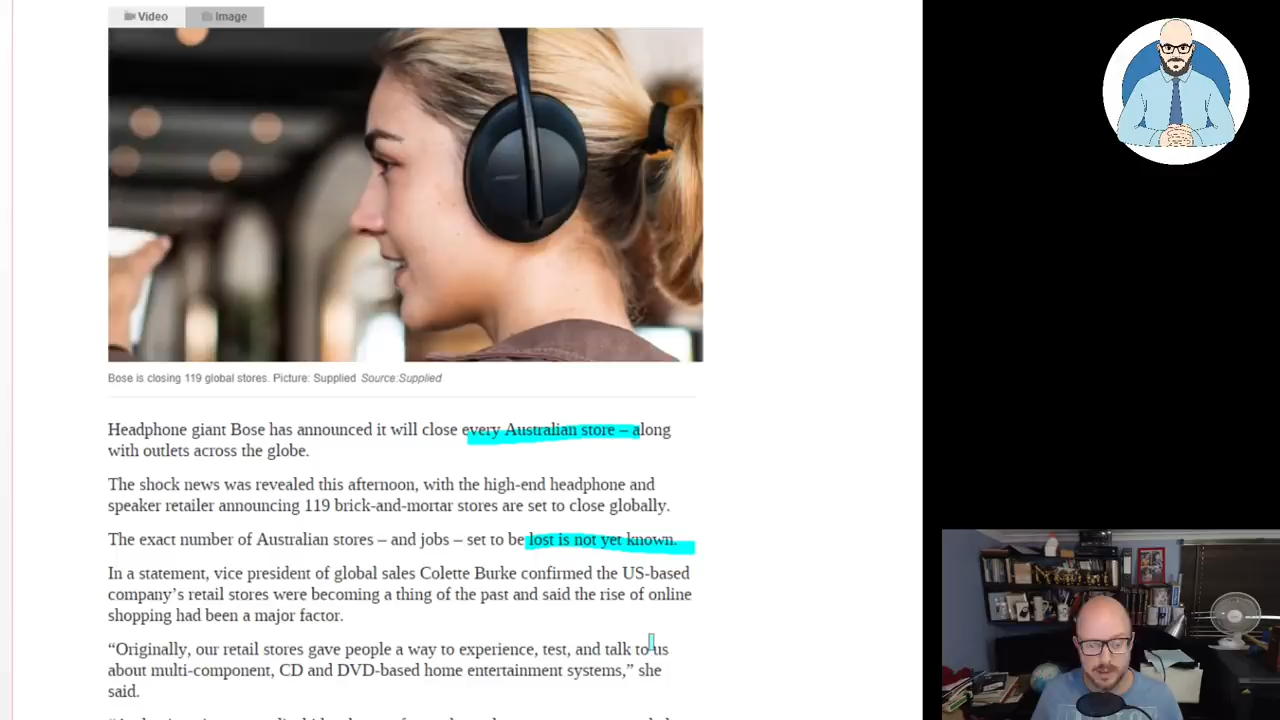 Video
Image
Bose is closing 119 global stores. Picture: Supplied Source:Supplied
Headphone giant Bose has announced it will close every Australian store – along
with outlets across the globe.
The shock news was revealed this afternoon, with the high-end headphone and
speaker retailer announcing 119 brick-and-mortar stores are set to close globally.
The exact number of Australian stores – and jobs – set to be lost is not yet known.
In a statement, vice president of global sales Colette Burke confirmed the US-based
company’s retail stores were becoming a thing of the past and said the rise of online
shopping had been a major factor.
“Originally, our retail stores gave people a way to experience, test, and talk to us
about multi-component, CD and DVD-based home entertainment systems,” she
said.